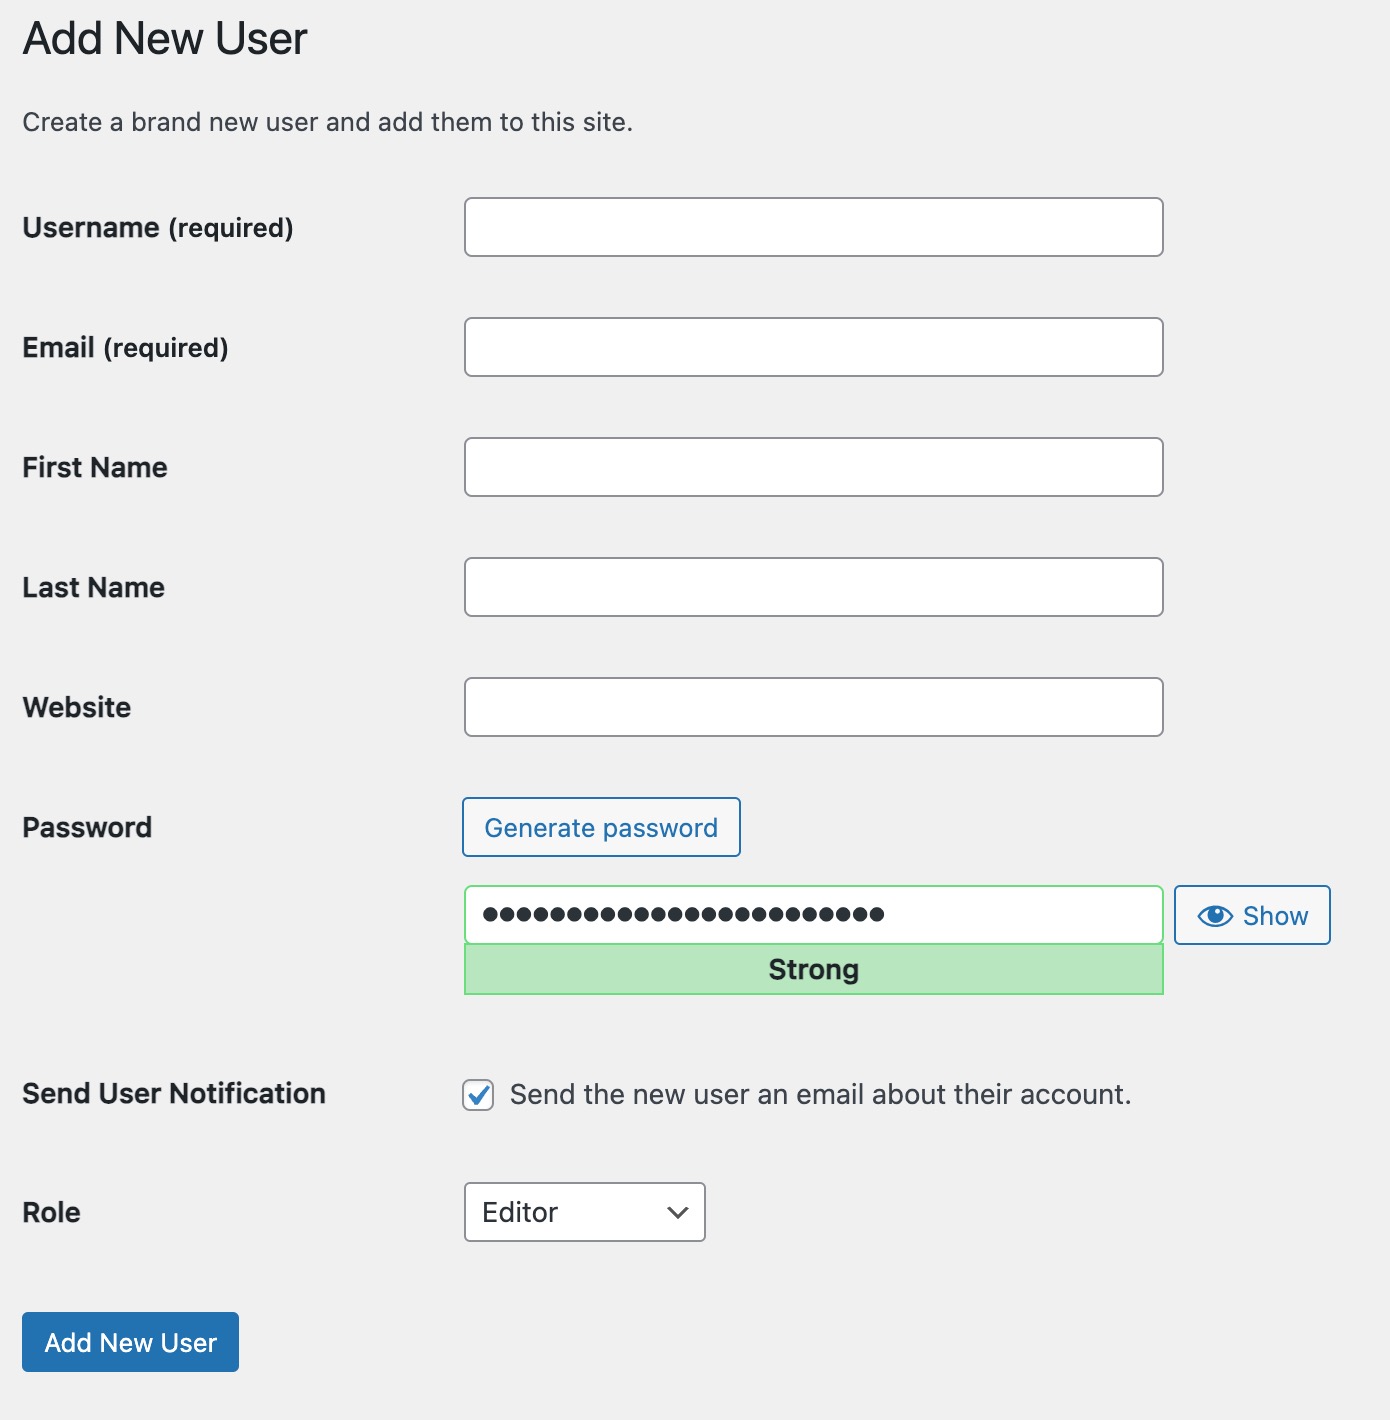 Add New User
Create a brand new user and add them to this site.
Username (required)
Email (required)
First Name
Last Name
Website
Password
Generate password
••••••••••••••••••••••••
Show
Strong
Send User Notification
Send the new user an email about their account.
Role
Editor
Add New User